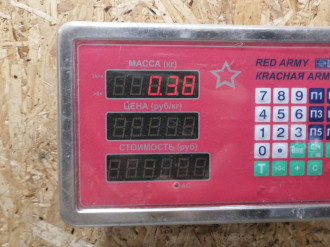 МАССА (кг)
0.38
ЦЕНА (руб/кг)
СТОИМОСТЬ (руб)
RED ARMY
КРАСНАЯ ARM
7 8 9 П1
4 5 6 П3
1 2 3 П5
0 •
T